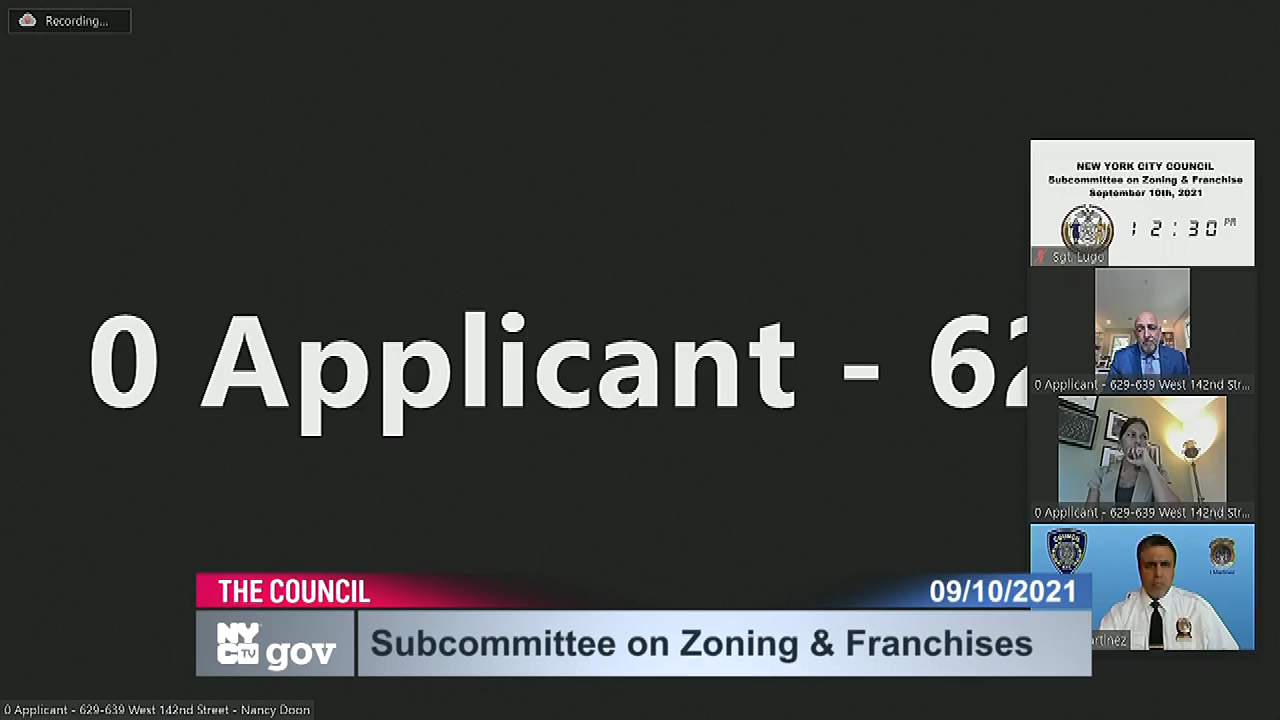 Recording...
NEW YORK CITY COUNCIL
Subcommittee on Zoning & Franchise
September 10th, 2021
12:30 PM
Sgt. Lugo
0 Applicant - 62
0 Applicant - 629-639 West 142nd Str...
0 Applicant - 629-639 West 142nd Str...
COUNCIL
THE COUNCIL
09/10/2021
NYC TV gov
Subcommittee on Zoning & Franchises
artinez
0 Applicant - 629-639 West 142nd Street - Nancy Doon